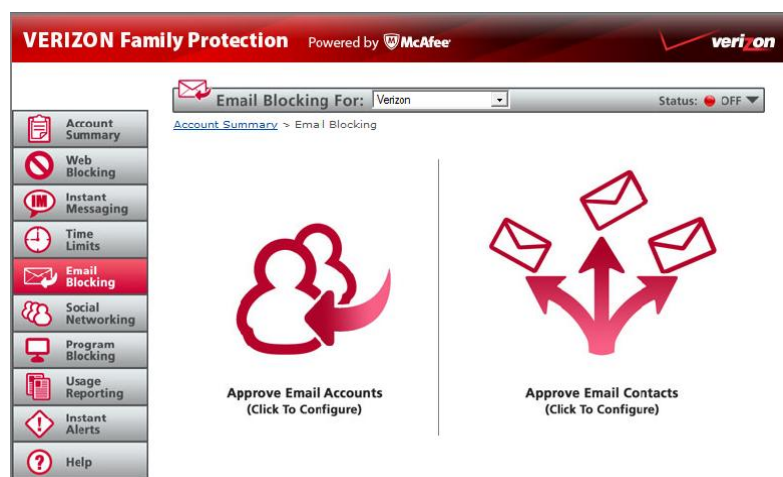 VERIZON Family Protection Powered by McAfee
verizon
Email Blocking For: Verizon
Status: OFF
Account Summary > Email Blocking
Account
Summary
Web
Blocking
IM
Instant
Messaging
Time
Limits
Email
Blocking
Social
Networking
Program
Blocking
Usage
Reporting
Instant
Alerts
Help
Approve Email Accounts
(Click To Configure)
Approve Email Contacts
(Click To Configure)